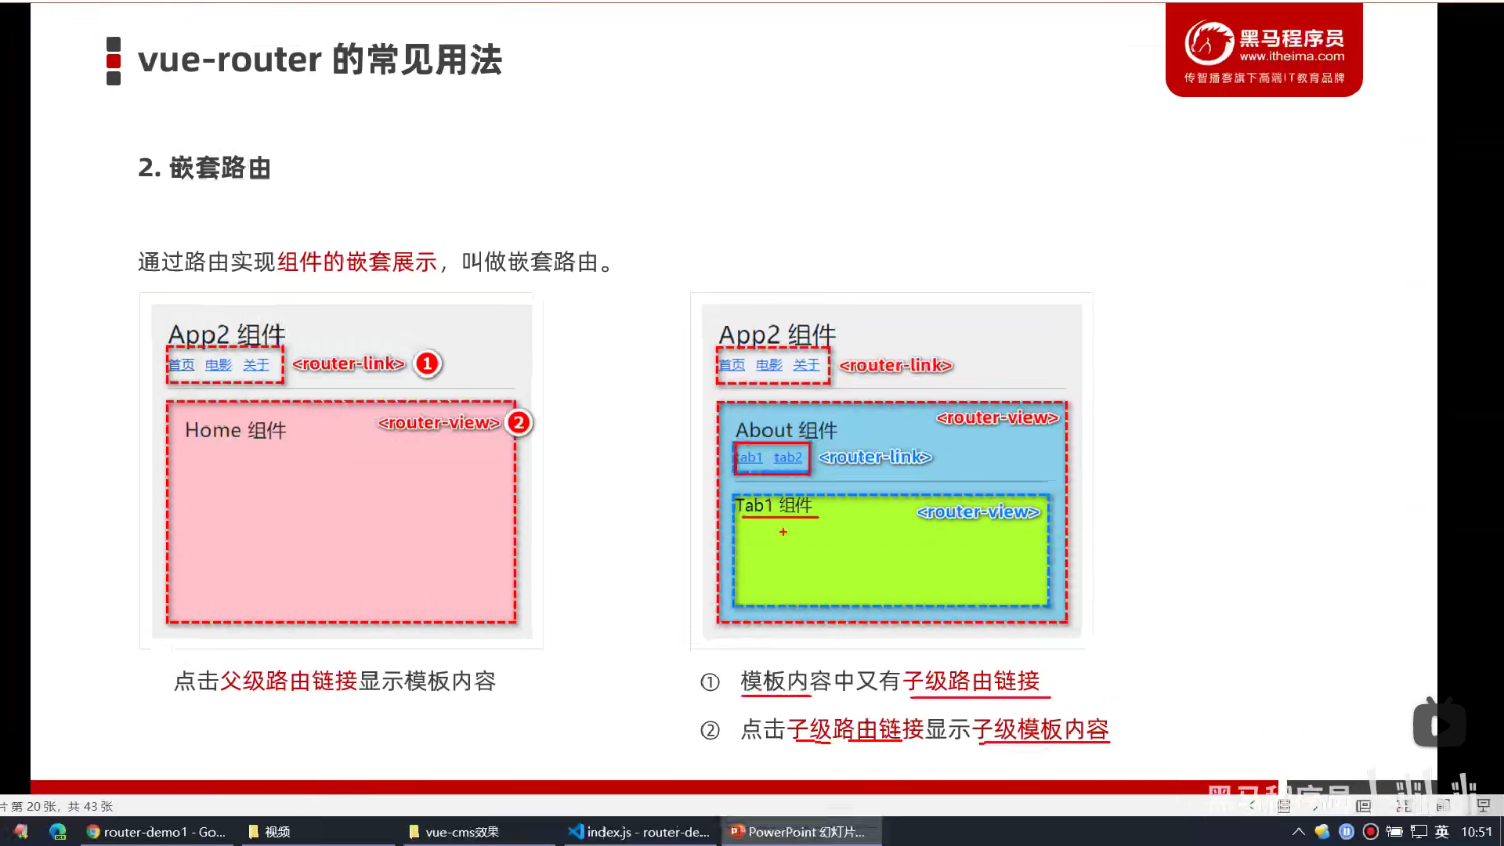 vue-router 的常见用法
黑马程序员
www.itheima.com
传智播客旗下高端IT教育品牌
2. 嵌套路由
通过路由实现组件的嵌套展示，叫做嵌套路由。
App2 组件
首页 电影 关于 <router-link> 1
Home 组件 <router-view> 2
点击父级路由链接显示模板内容
App2 组件
首页 电影 关于 <router-link>
<router-view>
About 组件
tab1 tab2 <router-link>
Tab1 组件 <router-view>
① 模板内容中又有子级路由链接
② 点击子级路由链接显示子级模板内容
黑马程序员
片 第 20 张, 共 43 张
router-demo1 - Go... 视频 vue-cms效果 index.js - router-de... PowerPoint 幻灯片... 英 10:51